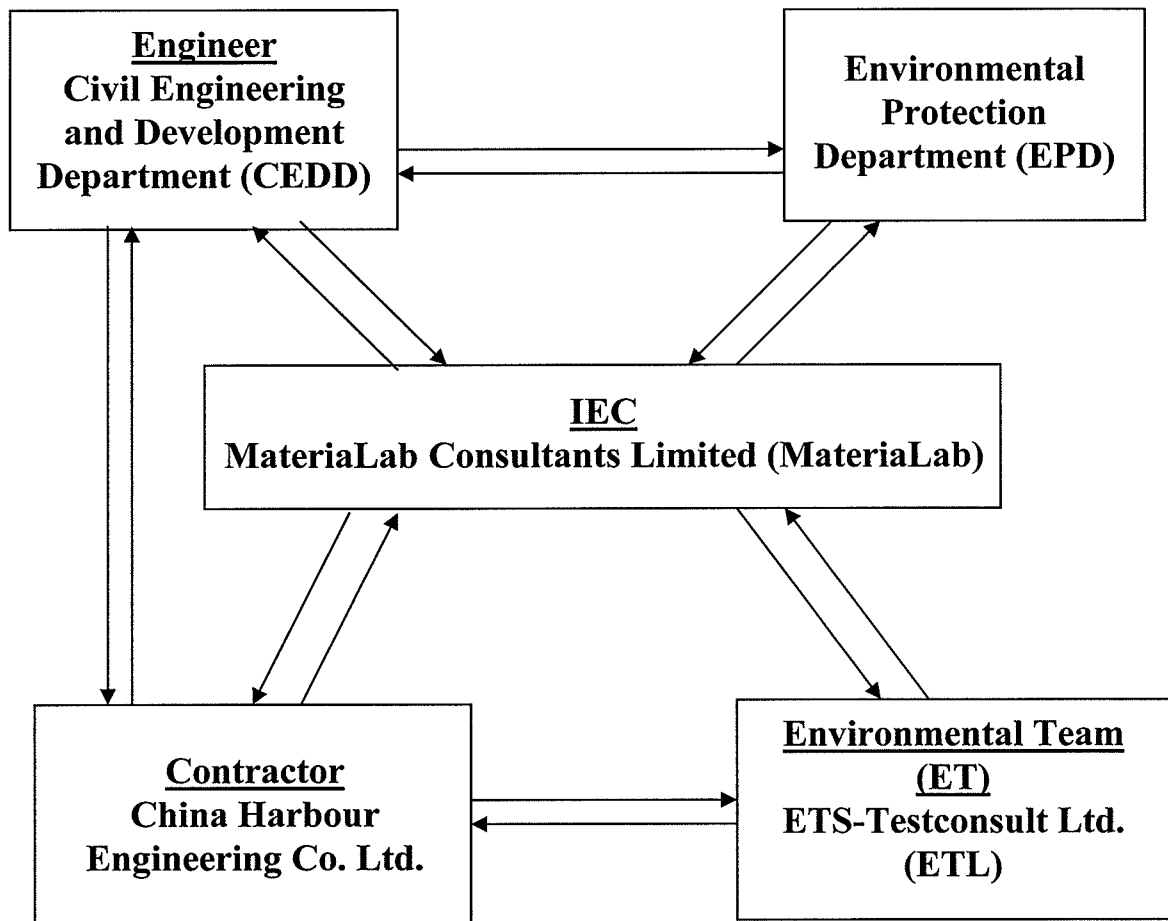 Engineer
Civil Engineering
and Development
Department (CEDD)
Environmental
Protection
Department (EPD)
IEC
MateriaLab Consultants Limited (MateriaLab)
Contractor
China Harbour
Engineering Co. Ltd.
Environmental Team
(ET)
ETS-Testconsult Ltd.
(ETL)